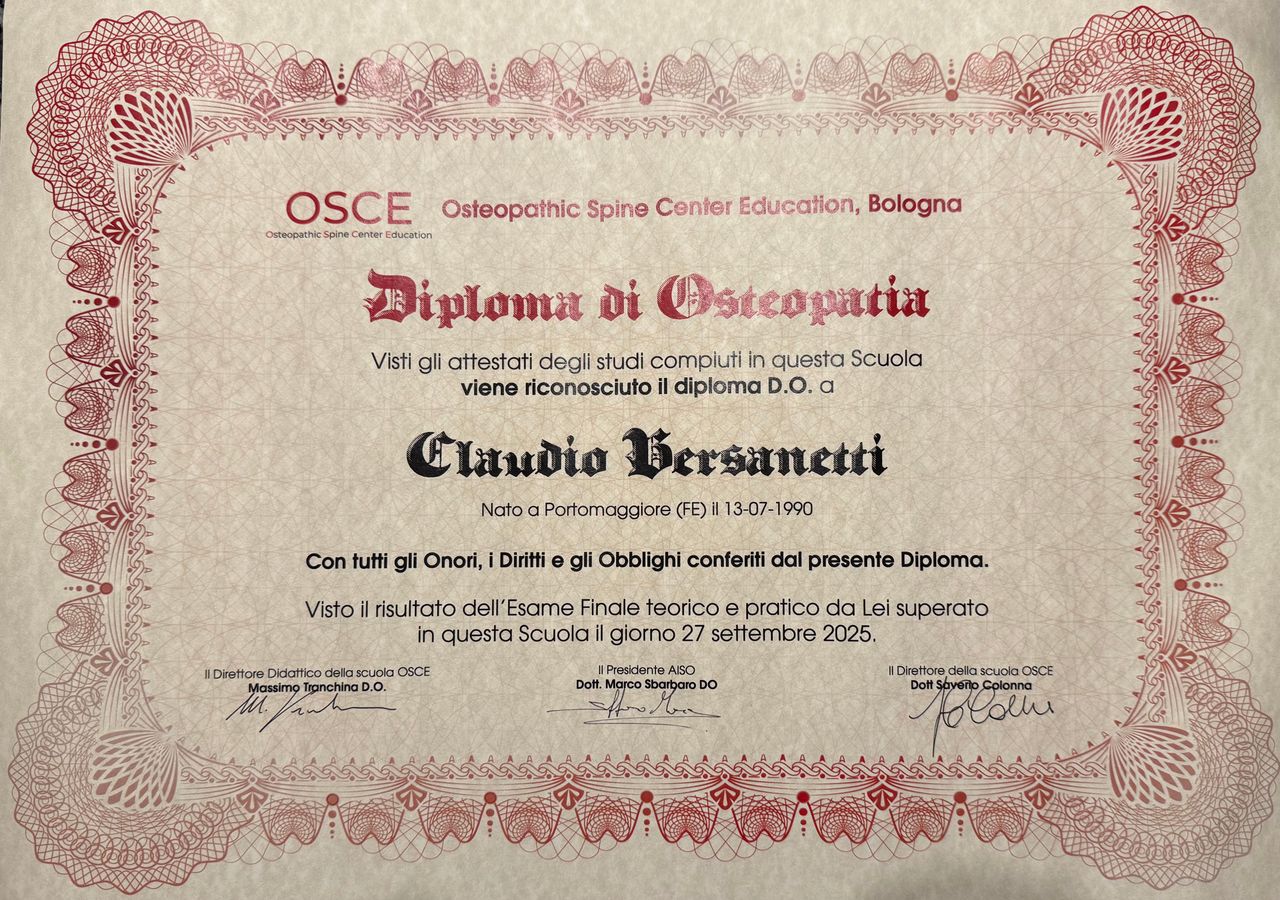 OSCE Osteopathic Spine Center Education, Bologna
Osteopathic Spine Center Education
Diploma di Osteopatia
Visti gli attestati degli studi compiuti in questa Scuola
viene riconosciuto il diploma D.O. a
Claudio Bersanetti
Nato a Portomaggiore (FE) il 13-07-1990
Con tutti gli Onori, i Diritti e gli Obblighi conferiti dal presente Diploma.
Visto il risultato dell'Esame Finale teorico e pratico da Lei superato
in questa Scuola il giorno 27 settembre 2025.
Il Direttore Didattico della scuola OSCE
Massimo Tranchina D.O.
Il Presidente AISO
Dott. Marco Sbarbaro DO
Il Direttore della scuola OSCE
Dott Saverio Colonna